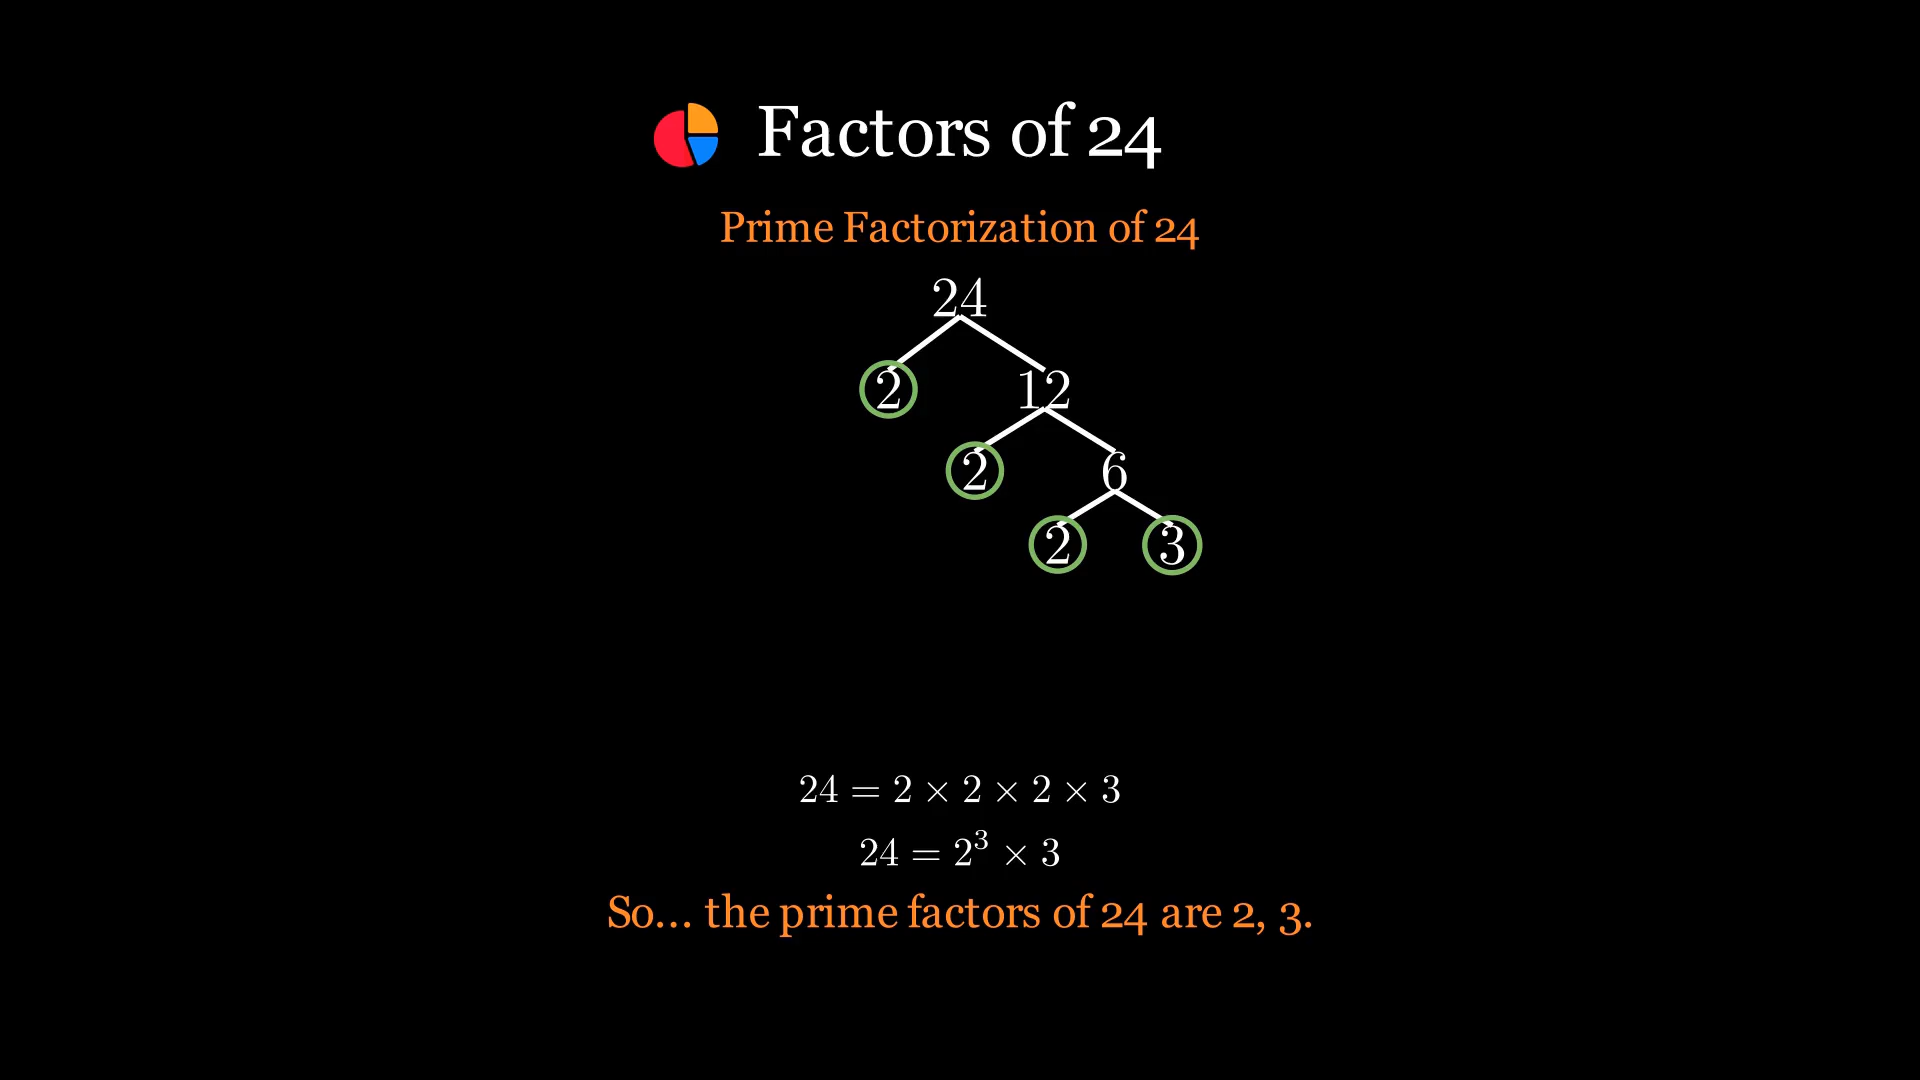 Factors of 24
Prime Factorization of 24
24
2 12
2 6
2 3
24 = 2 × 2 × 2 × 3
24 = 2³ × 3
So... the prime factors of 24 are 2, 3.